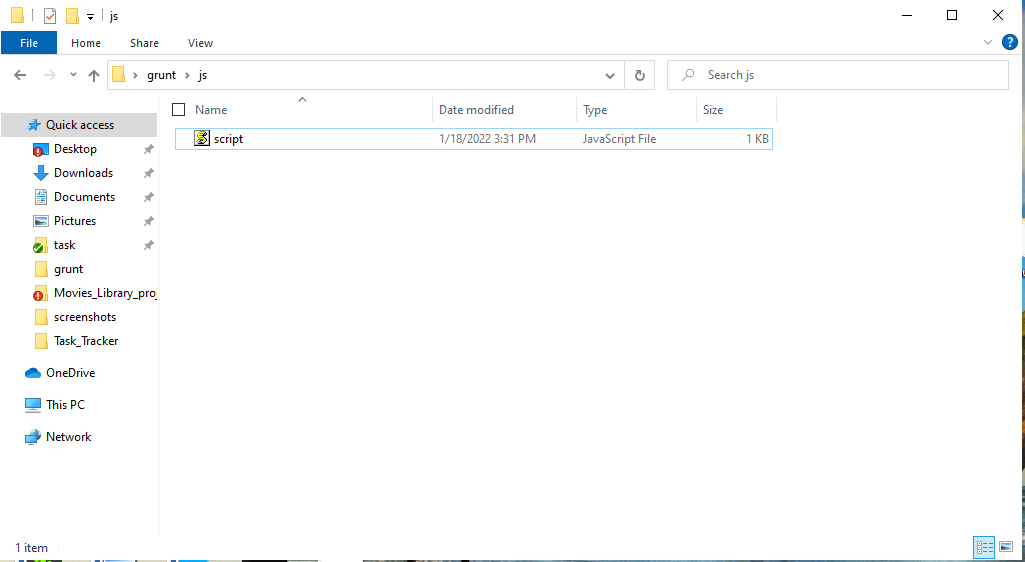 js
File Home Share View
grunt js
Search js
Name Date modified Type Size
script 1/18/2022 3:31 PM JavaScript File 1 KB
Quick access
Desktop
Downloads
Documents
Pictures
task
grunt
Movies_Library_proj
screenshots
Task_Tracker
OneDrive
This PC
Network
1 item